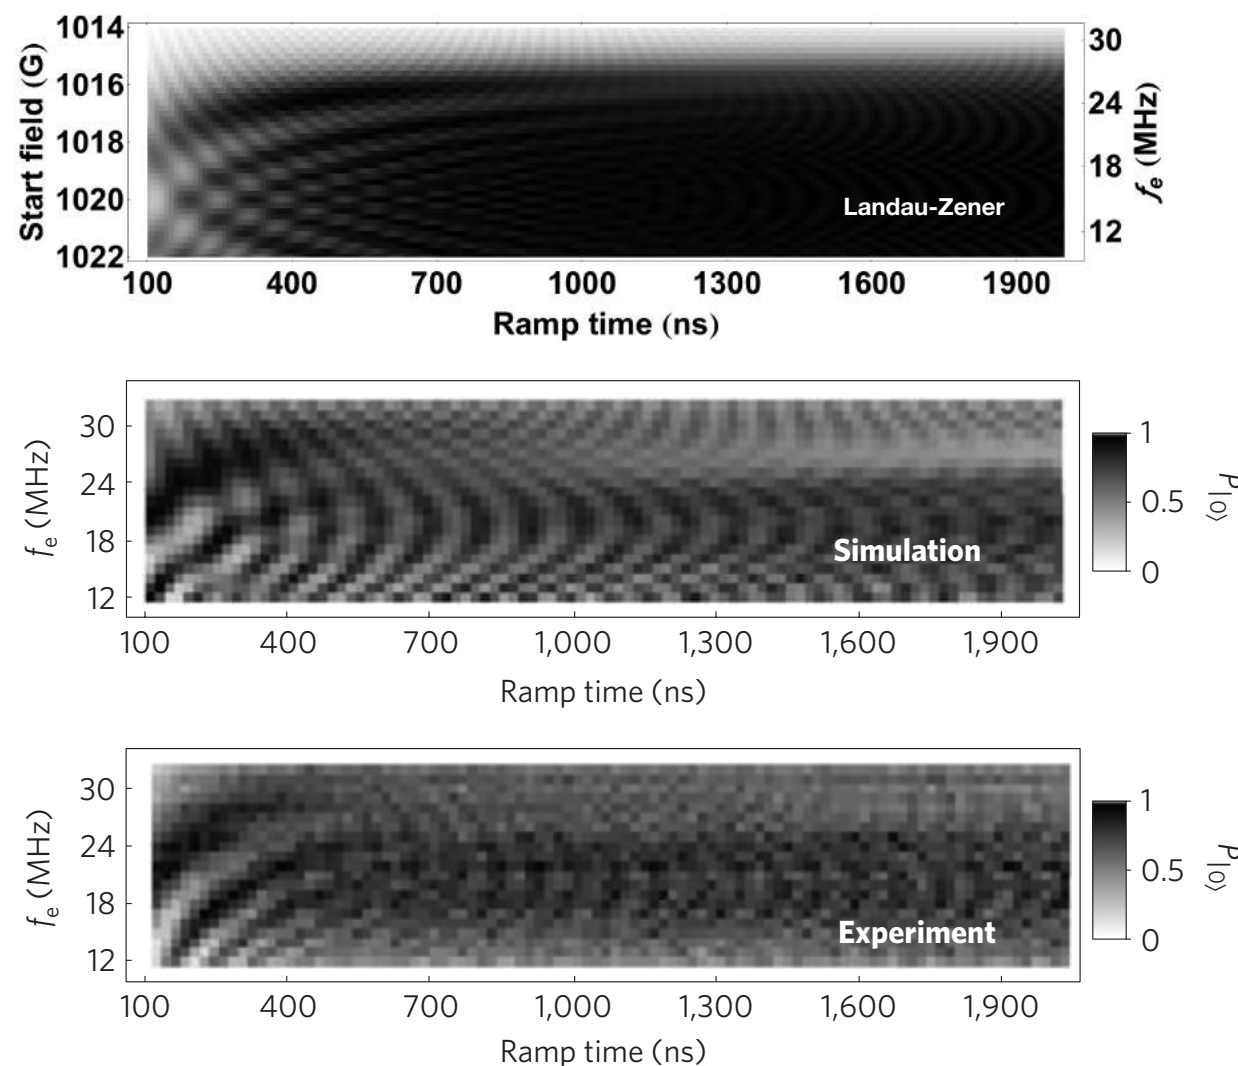 1014
1016
1018
1020
1022
Start field (G)
30
24
18
12
fe (MHz)
Landau-Zener
100 400 700 1000 1300 1600 1900
Ramp time (ns)
30
24
18
12
fe (MHz)
Simulation
1
0.5
0
P|0⟩
100 400 700 1,000 1,300 1,600 1,900
Ramp time (ns)
30
24
18
12
fe (MHz)
Experiment
1
0.5
0
P|0⟩
100 400 700 1,000 1,300 1,600 1,900
Ramp time (ns)